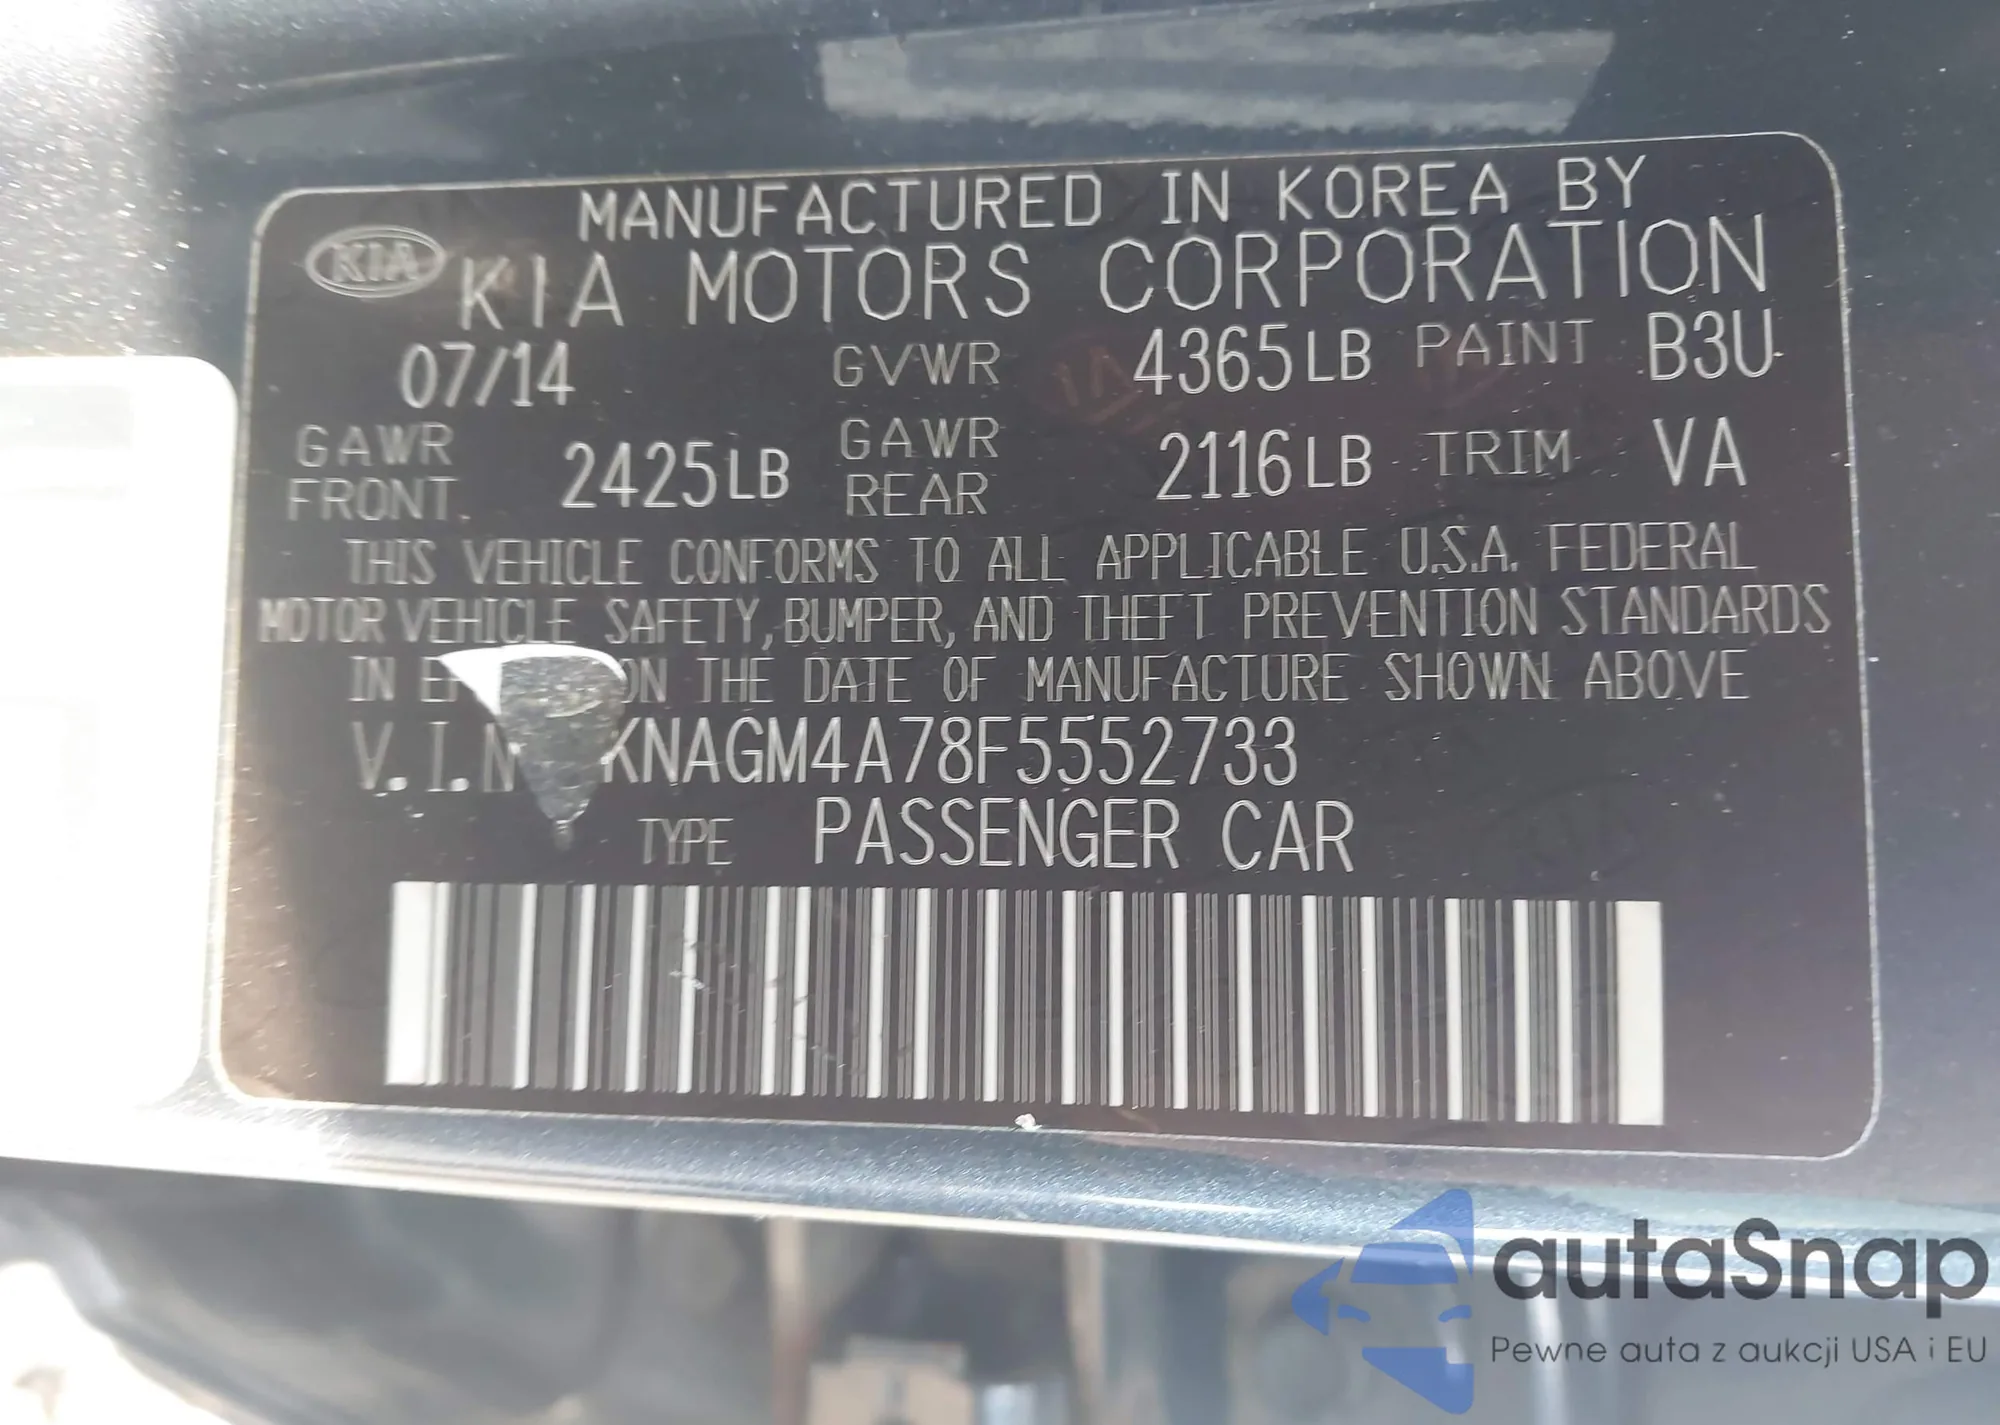 MANUFACTURED IN KOREA BY
KIA KIA MOTORS CORPORATION
07/14 GVWR 4365LB PAINT B3U
GAWR FRONT 2425LB GAWR REAR 2116LB TRIM VA
THIS VEHICLE CONFORMS TO ALL APPLICABLE U.S.A. FEDERAL
MOTOR VEHICLE SAFETY, BUMPER, AND THEFT PREVENTION STANDARDS
IN ON THE DATE OF MANUFACTURE SHOWN ABOVE
V.I.N KNAGM4A78F5552733
TYPE PASSENGER CAR
autaSnap
Pewne auta z aukcji USA i EU